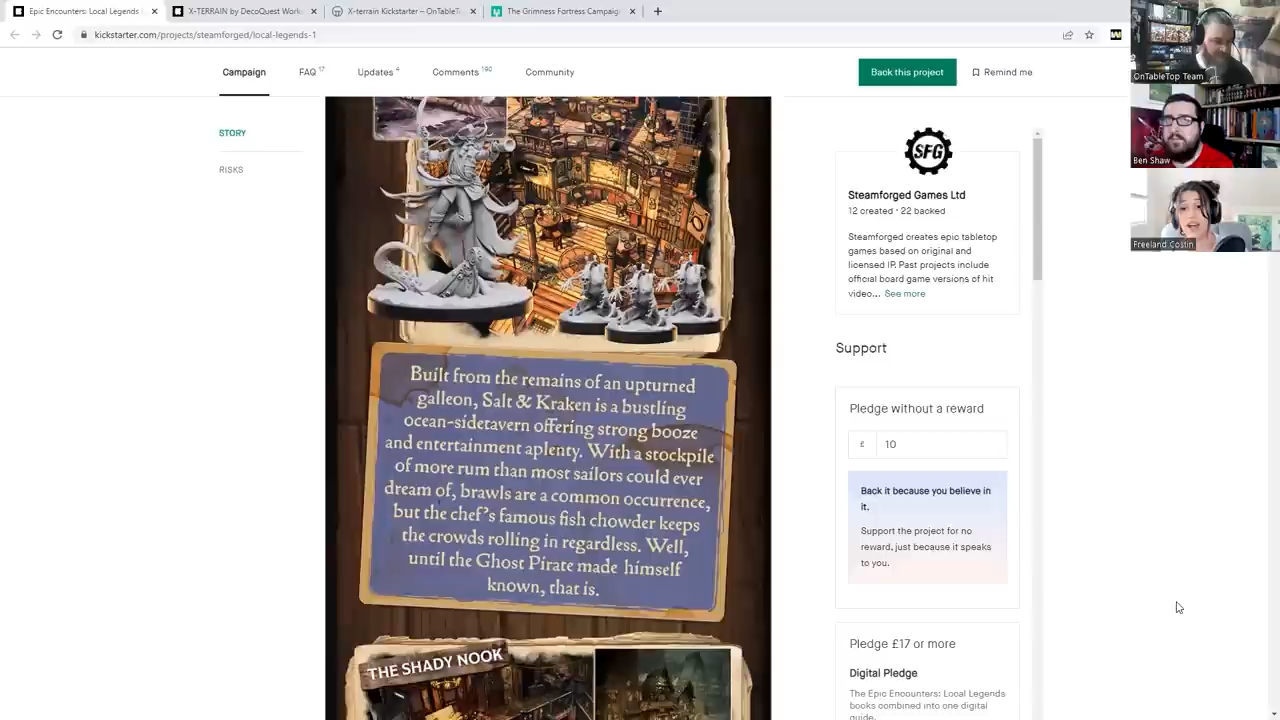 Epic Encounters: Local Legends
X-TERRAIN by DecoQuest Works
X-terrain Kickstarter – OnTableT
The Grimness Fortress Campaign
kickstarter.com/projects/steamforged/local-legends-1
Campaign
FAQ 17
Updates 4
Comments 190
Community
Back this project
Remind me
STORY
RISKS
Built from the remains of an upturned
galleon, Salt & Kraken is a bustling
ocean-sidetavern offering strong booze
and entertainment aplenty. With a stockpile
of more rum than most sailors could ever
dream of, brawls are a common occurrence,
but the chef's famous fish chowder keeps
the crowds rolling in regardless. Well,
until the Ghost Pirate made himself
known, that is.
THE SHADY NOOK
SFG
Steamforged Games Ltd
12 created · 22 backed
Steamforged creates epic tabletop
games based on original and
licensed IP. Past projects include
official board game versions of hit
video... See more
Support
Pledge without a reward
£ 10
Back it because you believe in
it.
Support the project for no
reward, just because it speaks
to you.
Pledge £17 or more
Digital Pledge
The Epic Encounters: Local Legends
books combined into one digital
guide.
OnTableTop Team
Ben Shaw
Freeland Costin